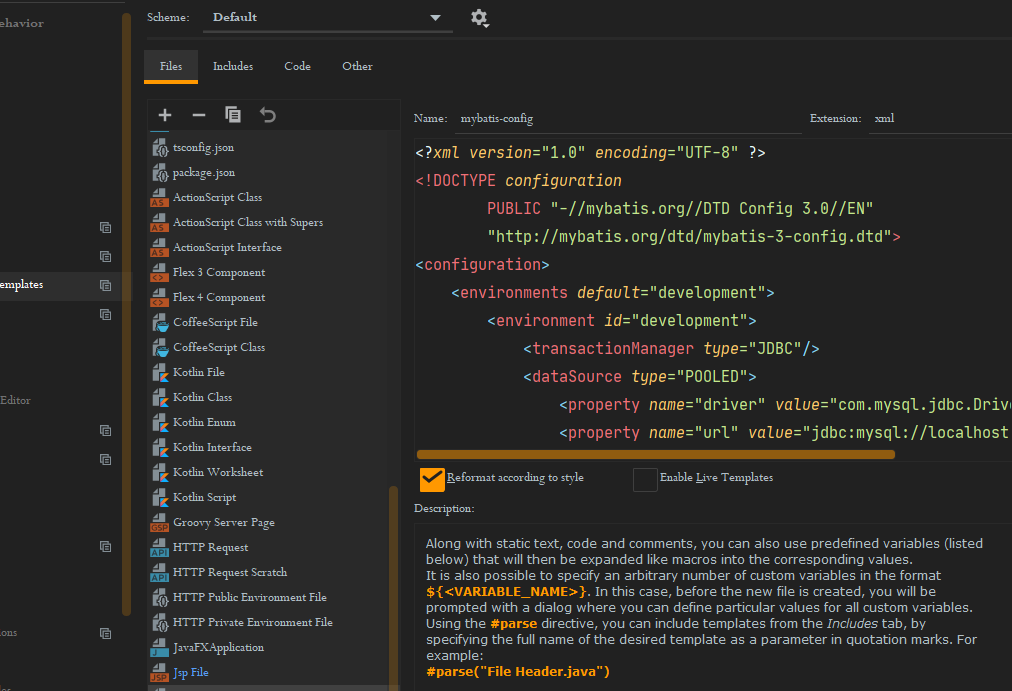 ehavior
Scheme: Default
Files Includes Code Other
Name: mybatis-config Extension: xml
tsconfig.json
package.json
ActionScript Class
ActionScript Class with Supers
ActionScript Interface
Flex 3 Component
Flex 4 Component
CoffeeScript File
CoffeeScript Class
Kotlin File
Kotlin Class
Kotlin Enum
Kotlin Interface
Kotlin Worksheet
Kotlin Script
Groovy Server Page
HTTP Request
HTTP Request Scratch
HTTP Public Environment File
HTTP Private Environment File
JavaFXApplication
Jsp File
emplates
Editor
ons
<?xml version="1.0" encoding="UTF-8" ?>
<!DOCTYPE configuration
PUBLIC "-//mybatis.org//DTD Config 3.0//EN"
"http://mybatis.org/dtd/mybatis-3-config.dtd">
<configuration>
<environments default="development">
<environment id="development">
<transactionManager type="JDBC"/>
<dataSource type="POOLED">
<property name="driver" value="com.mysql.jdbc.Drive
<property name="url" value="jdbc:mysql://localhost
Reformat according to style Enable Live Templates
Description:
Along with static text, code and comments, you can also use predefined variables (listed
below) that will then be expanded like macros into the corresponding values.
It is also possible to specify an arbitrary number of custom variables in the format
${<VARIABLE_NAME>}. In this case, before the new file is created, you will be
prompted with a dialog where you can define particular values for all custom variables.
Using the #parse directive, you can include templates from the Includes tab, by
specifying the full name of the desired template as a parameter in quotation marks. For
example:
#parse("File Header.java")